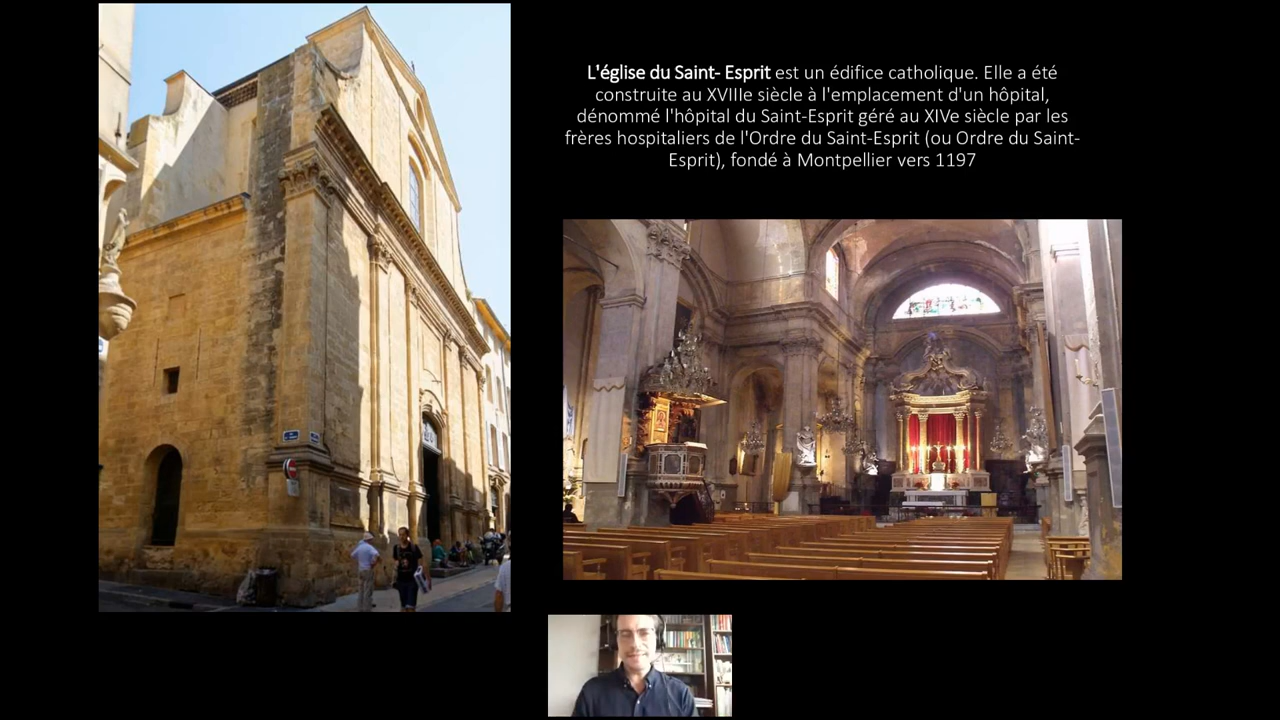 L'église du Saint- Esprit est un édifice catholique. Elle a été
construite au XVIIIe siècle à l'emplacement d'un hôpital,
dénommé l'hôpital du Saint-Esprit géré au XIVe siècle par les
frères hospitaliers de l'Ordre du Saint-Esprit (ou Ordre du Saint-
Esprit), fondé à Montpellier vers 1197